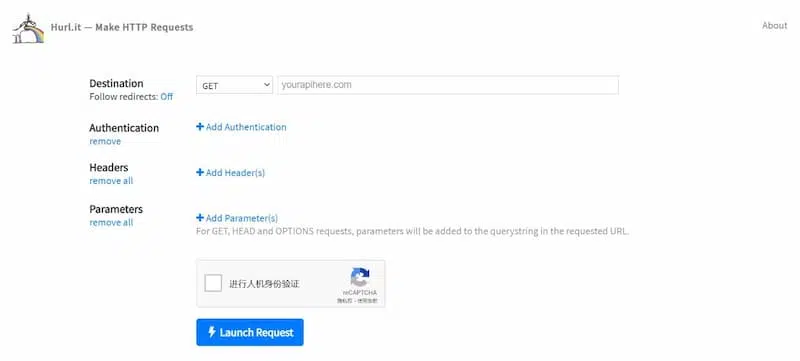 Hurl.it — Make HTTP Requests
About
Destination
GET
yourapihere.com
Follow redirects: Off
Authentication
Add Authentication
remove
Headers
Add Header(s)
remove all
Parameters
Add Parameter(s)
remove all
For GET, HEAD and OPTIONS requests, parameters will be added to the querystring in the requested URL.
进行人机身份验证
reCAPTCHA
隐私权 - 使用条款
Launch Request